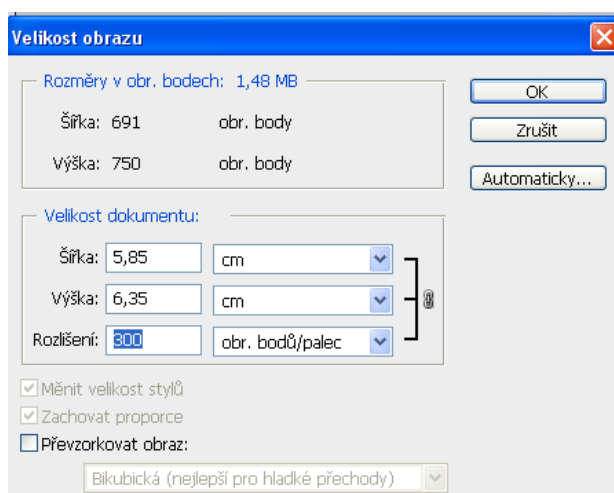 Velikost obrazu
Rozměry v obr. bodech: 1,48 MB
Šířka: 691 obr. body
Výška: 750 obr. body
OK
Zrušit
Automaticky...
Velikost dokumentu:
Šířka: 5,85 cm
Výška: 6,35 cm
Rozlišení: 300 obr. bodů/palec
Měnit velikost stylů
Zachovat proporce
Převzorkovat obraz:
Bikubická (nejlepší pro hladké přechody)